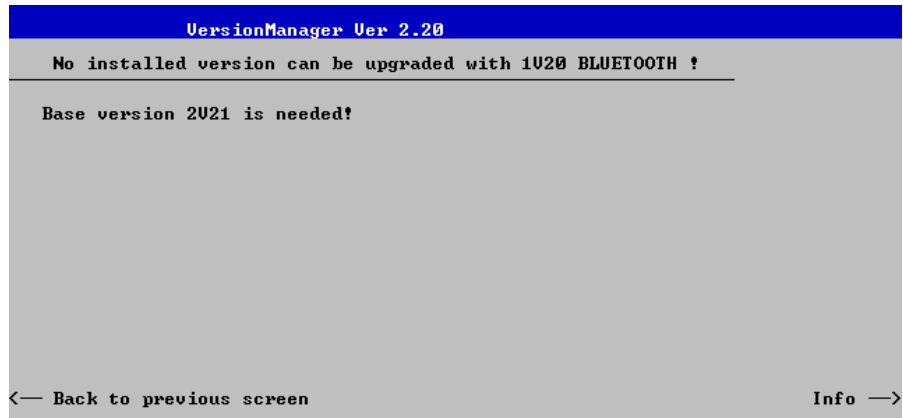 VersionManager Ver 2.20
No installed version can be upgraded with 1V20 BLUETOOTH !
Base version 2V21 is needed!
<— Back to previous screen
Info —>